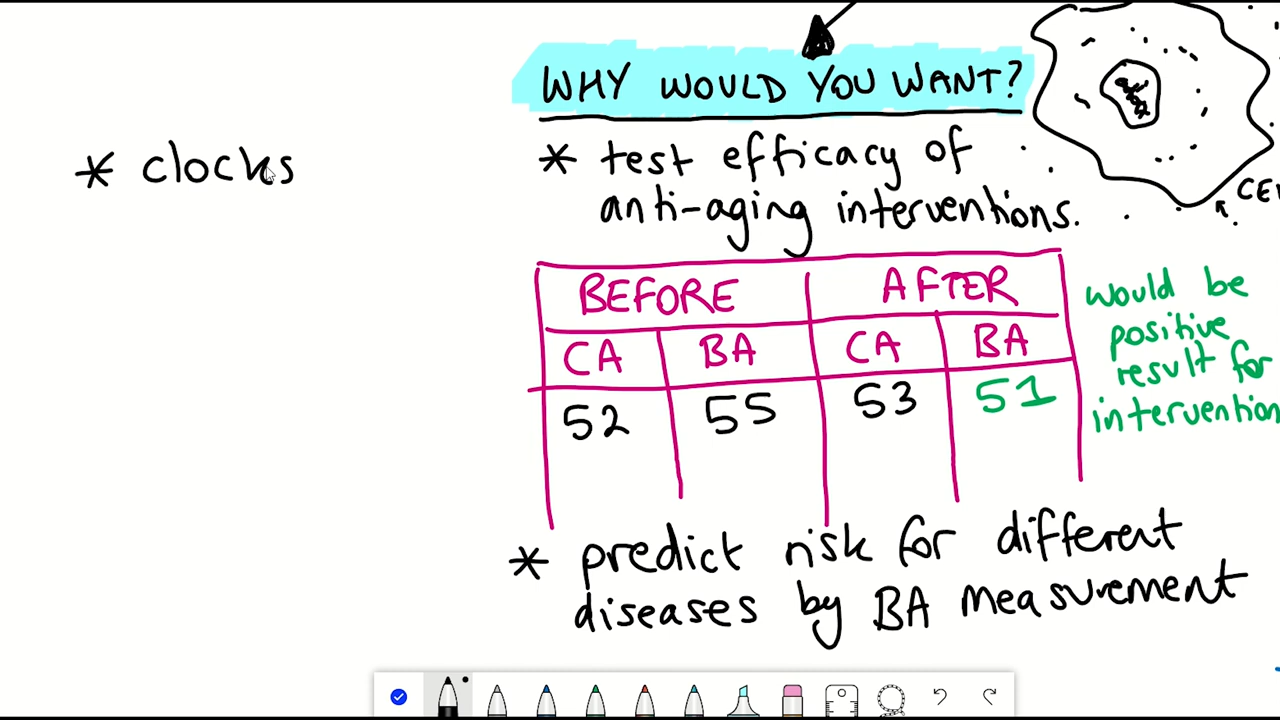 * clocks
WHY WOULD YOU WANT?
* test efficacy of
anti-aging interventions.
BEFORE AFTER
CA BA CA BA
52 55 53 51
would be
positive
result for
intervention
* predict risk for different
diseases by BA measurement